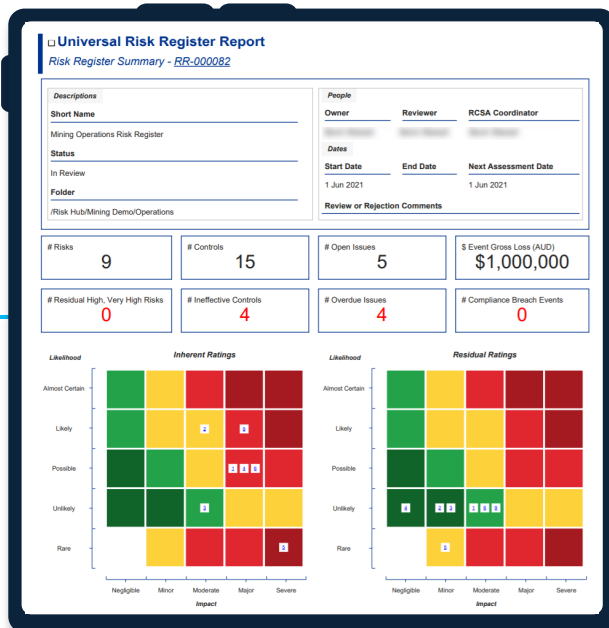 Universal Risk Register Report
Risk Register Summary - RR-000082
Descriptions
Short Name
Mining Operations Risk Register
Status
In Review
Folder
/Risk Hub/Mining Demo/Operations
People
Owner Reviewer RCSA Coordinator
Dates
Start Date End Date Next Assessment Date
1 Jun 2021 1 Jun 2021
Review or Rejection Comments
# Risks
9
# Controls
15
# Open Issues
5
$ Event Gross Loss (AUD)
$1,000,000
# Residual High, Very High Risks
0
# Ineffective Controls
4
# Overdue Issues
4
# Compliance Breach Events
0
Likelihood
Inherent Ratings
Almost Certain
Likely
Possible
Unlikely
Rare
Negligible Minor Moderate Major Severe
Impact
Likelihood
Residual Ratings
Almost Certain
Likely
Possible
Unlikely
Rare
Negligible Minor Moderate Major Severe
Impact